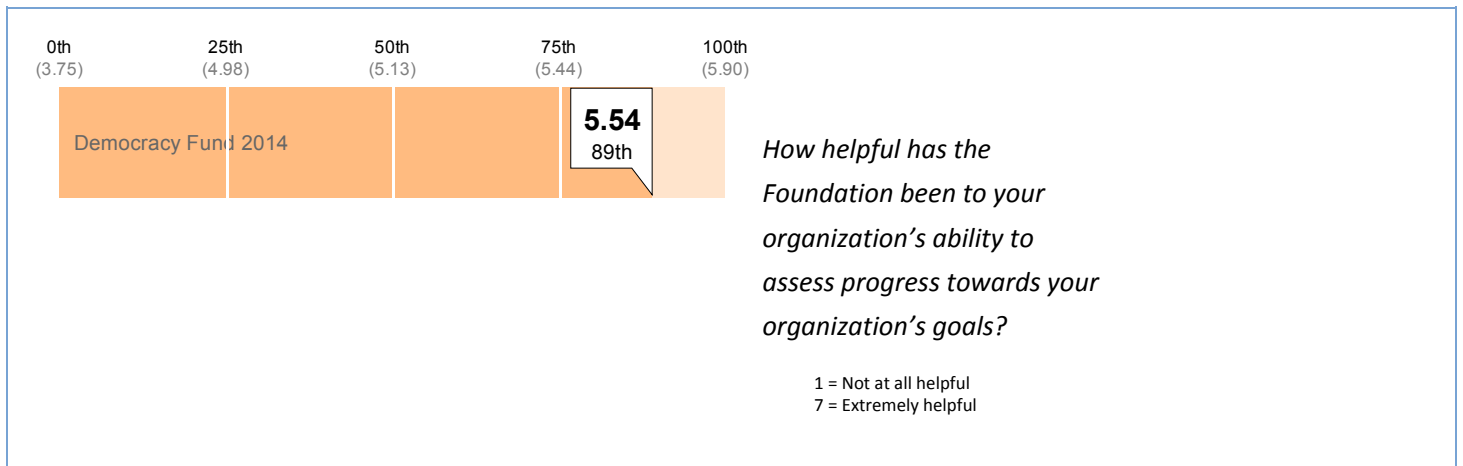 0th 25th 50th 75th 100th
(3.75) (4.98) (5.13) (5.44) (5.90)
Democracy Fund 2014
5.54
89th
How helpful has the
Foundation been to your
organization’s ability to
assess progress towards your
organization’s goals?
1 = Not at all helpful
7 = Extremely helpful